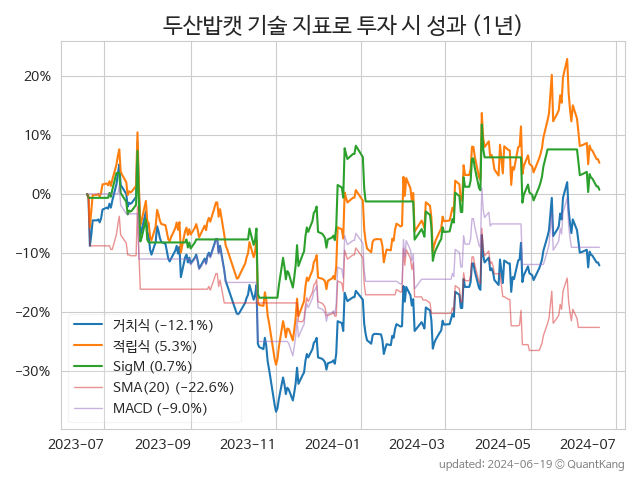 두산밥캣 기술 지표로 투자 시 성과 (1년)
20%
10%
0%
−10%
−20%
−30%
거치식 (−12.1%)
적립식 (5.3%)
SigM (0.7%)
SMA(20) (−22.6%)
MACD (−9.0%)
2023-07 2023-09 2023-11 2024-01 2024-03 2024-05 2024-07
updated: 2024-06-19 © QuantKang